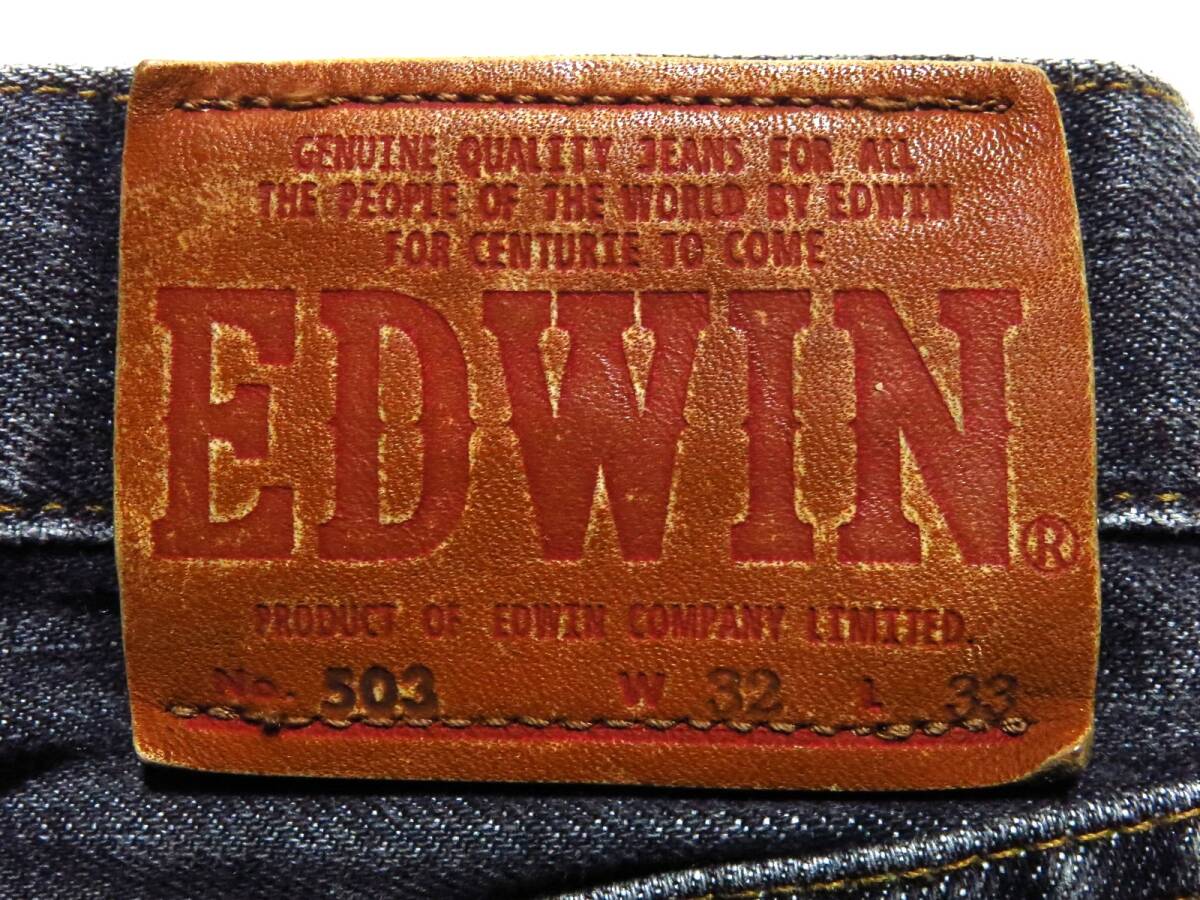 GENUINE QUALITY JEANS FOR ALL
THE PEOPLE OF THE WORLD BY EDWIN
FOR CENTURIE TO COME
EDWIN®
PRODUCT OF EDWIN COMPANY LIMITED.
No. 503 W 32 L 33